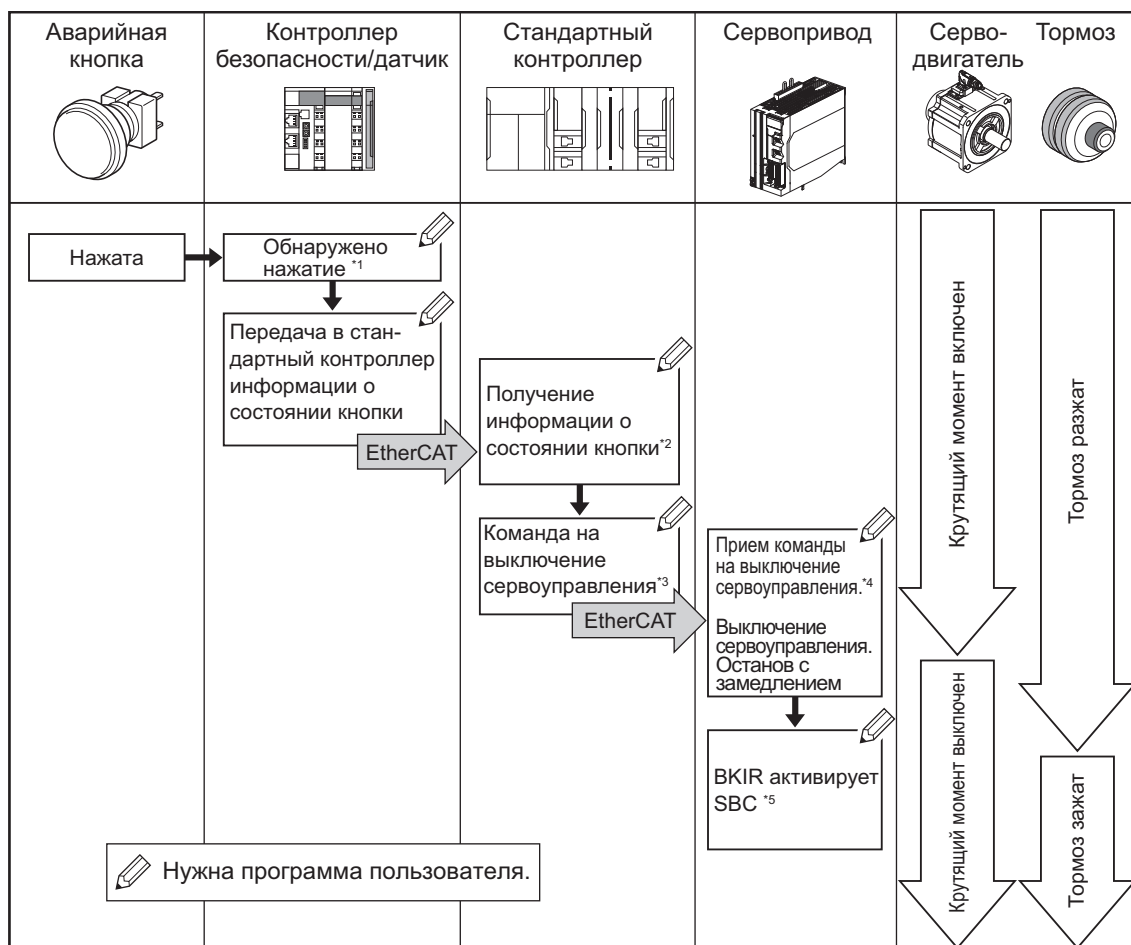 Аварийная
кнопка
Контроллер
безопасности/датчик
Стандартный
контроллер
Сервопривод
Серво-
двигатель
Тормоз
Нажата
Обнаружено
нажатие *1
Передача в стан-
дартный контроллер
информации о
состоянии кнопки
EtherCAT
Получение
информации о
состоянии кнопки*2
Команда на
выключение
сервоуправления*3
EtherCAT
Прием команды
на выключение
сервоуправления.*4
Выключение
сервоуправления.
Останов с
замедлением
BKIR активирует
SBC *5
Крутящий момент включен
Тормоз разжат
Крутящий момент выключен
Тормоз зажат
Нужна программа пользователя.